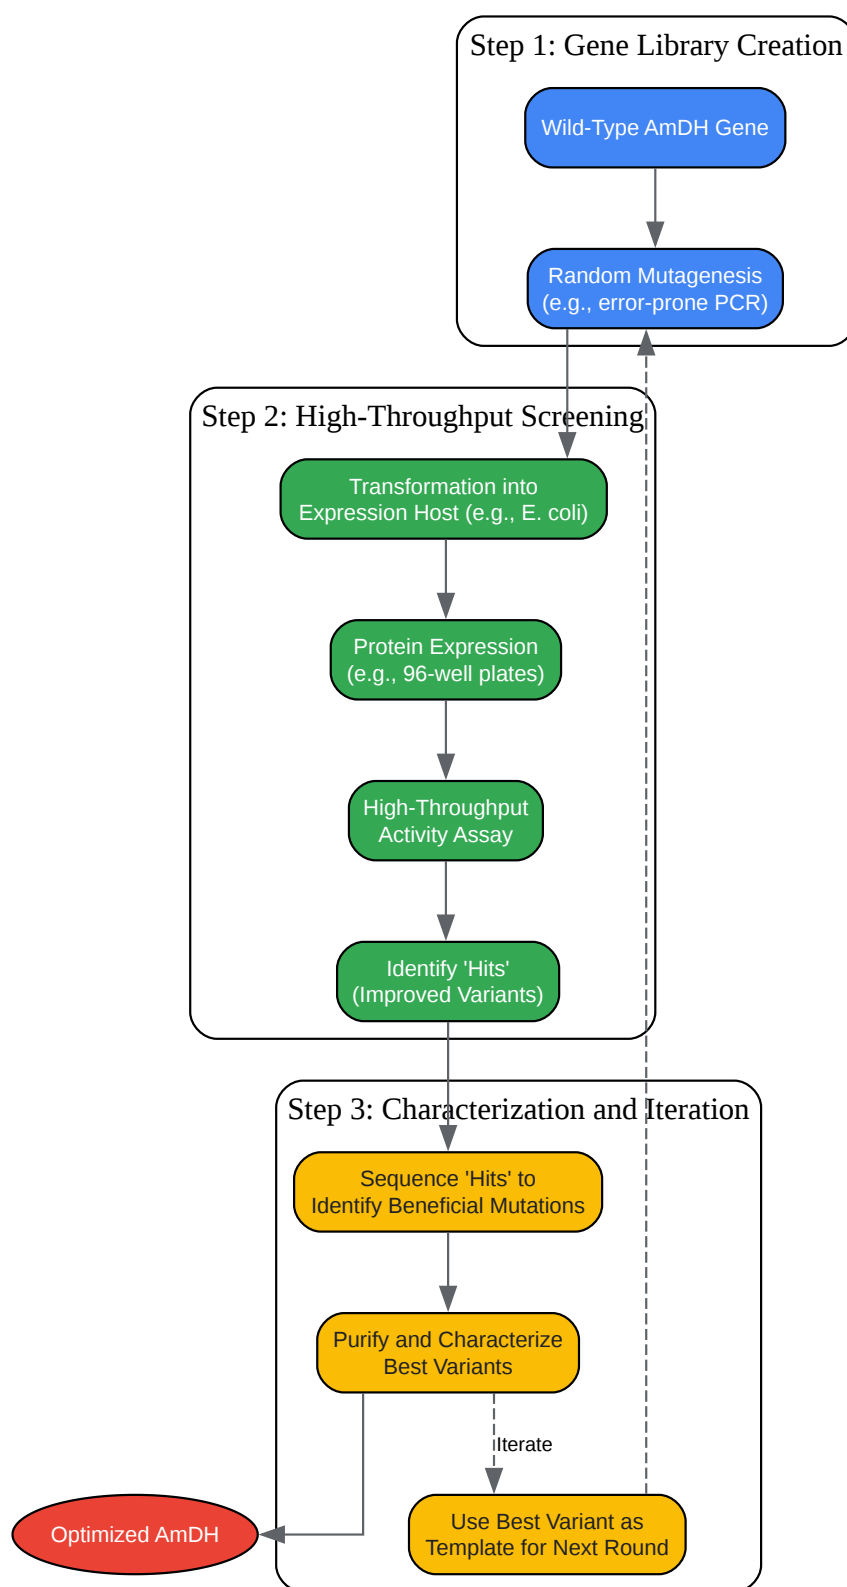 Step 1: Gene Library Creation
Wild-Type AmDH Gene
Random Mutagenesis
(e.g., error-prone PCR)
Step 2: High-Throughput Screening
Transformation into
Expression Host (e.g., E. coli)
Protein Expression
(e.g., 96-well plates)
High-Throughput
Activity Assay
Identify 'Hits'
(Improved Variants)
Step 3: Characterization and Iteration
Sequence 'Hits' to
Identify Beneficial Mutations
Purify and Characterize
Best Variants
Iterate
Optimized AmDH
Use Best Variant as
Template for Next Round